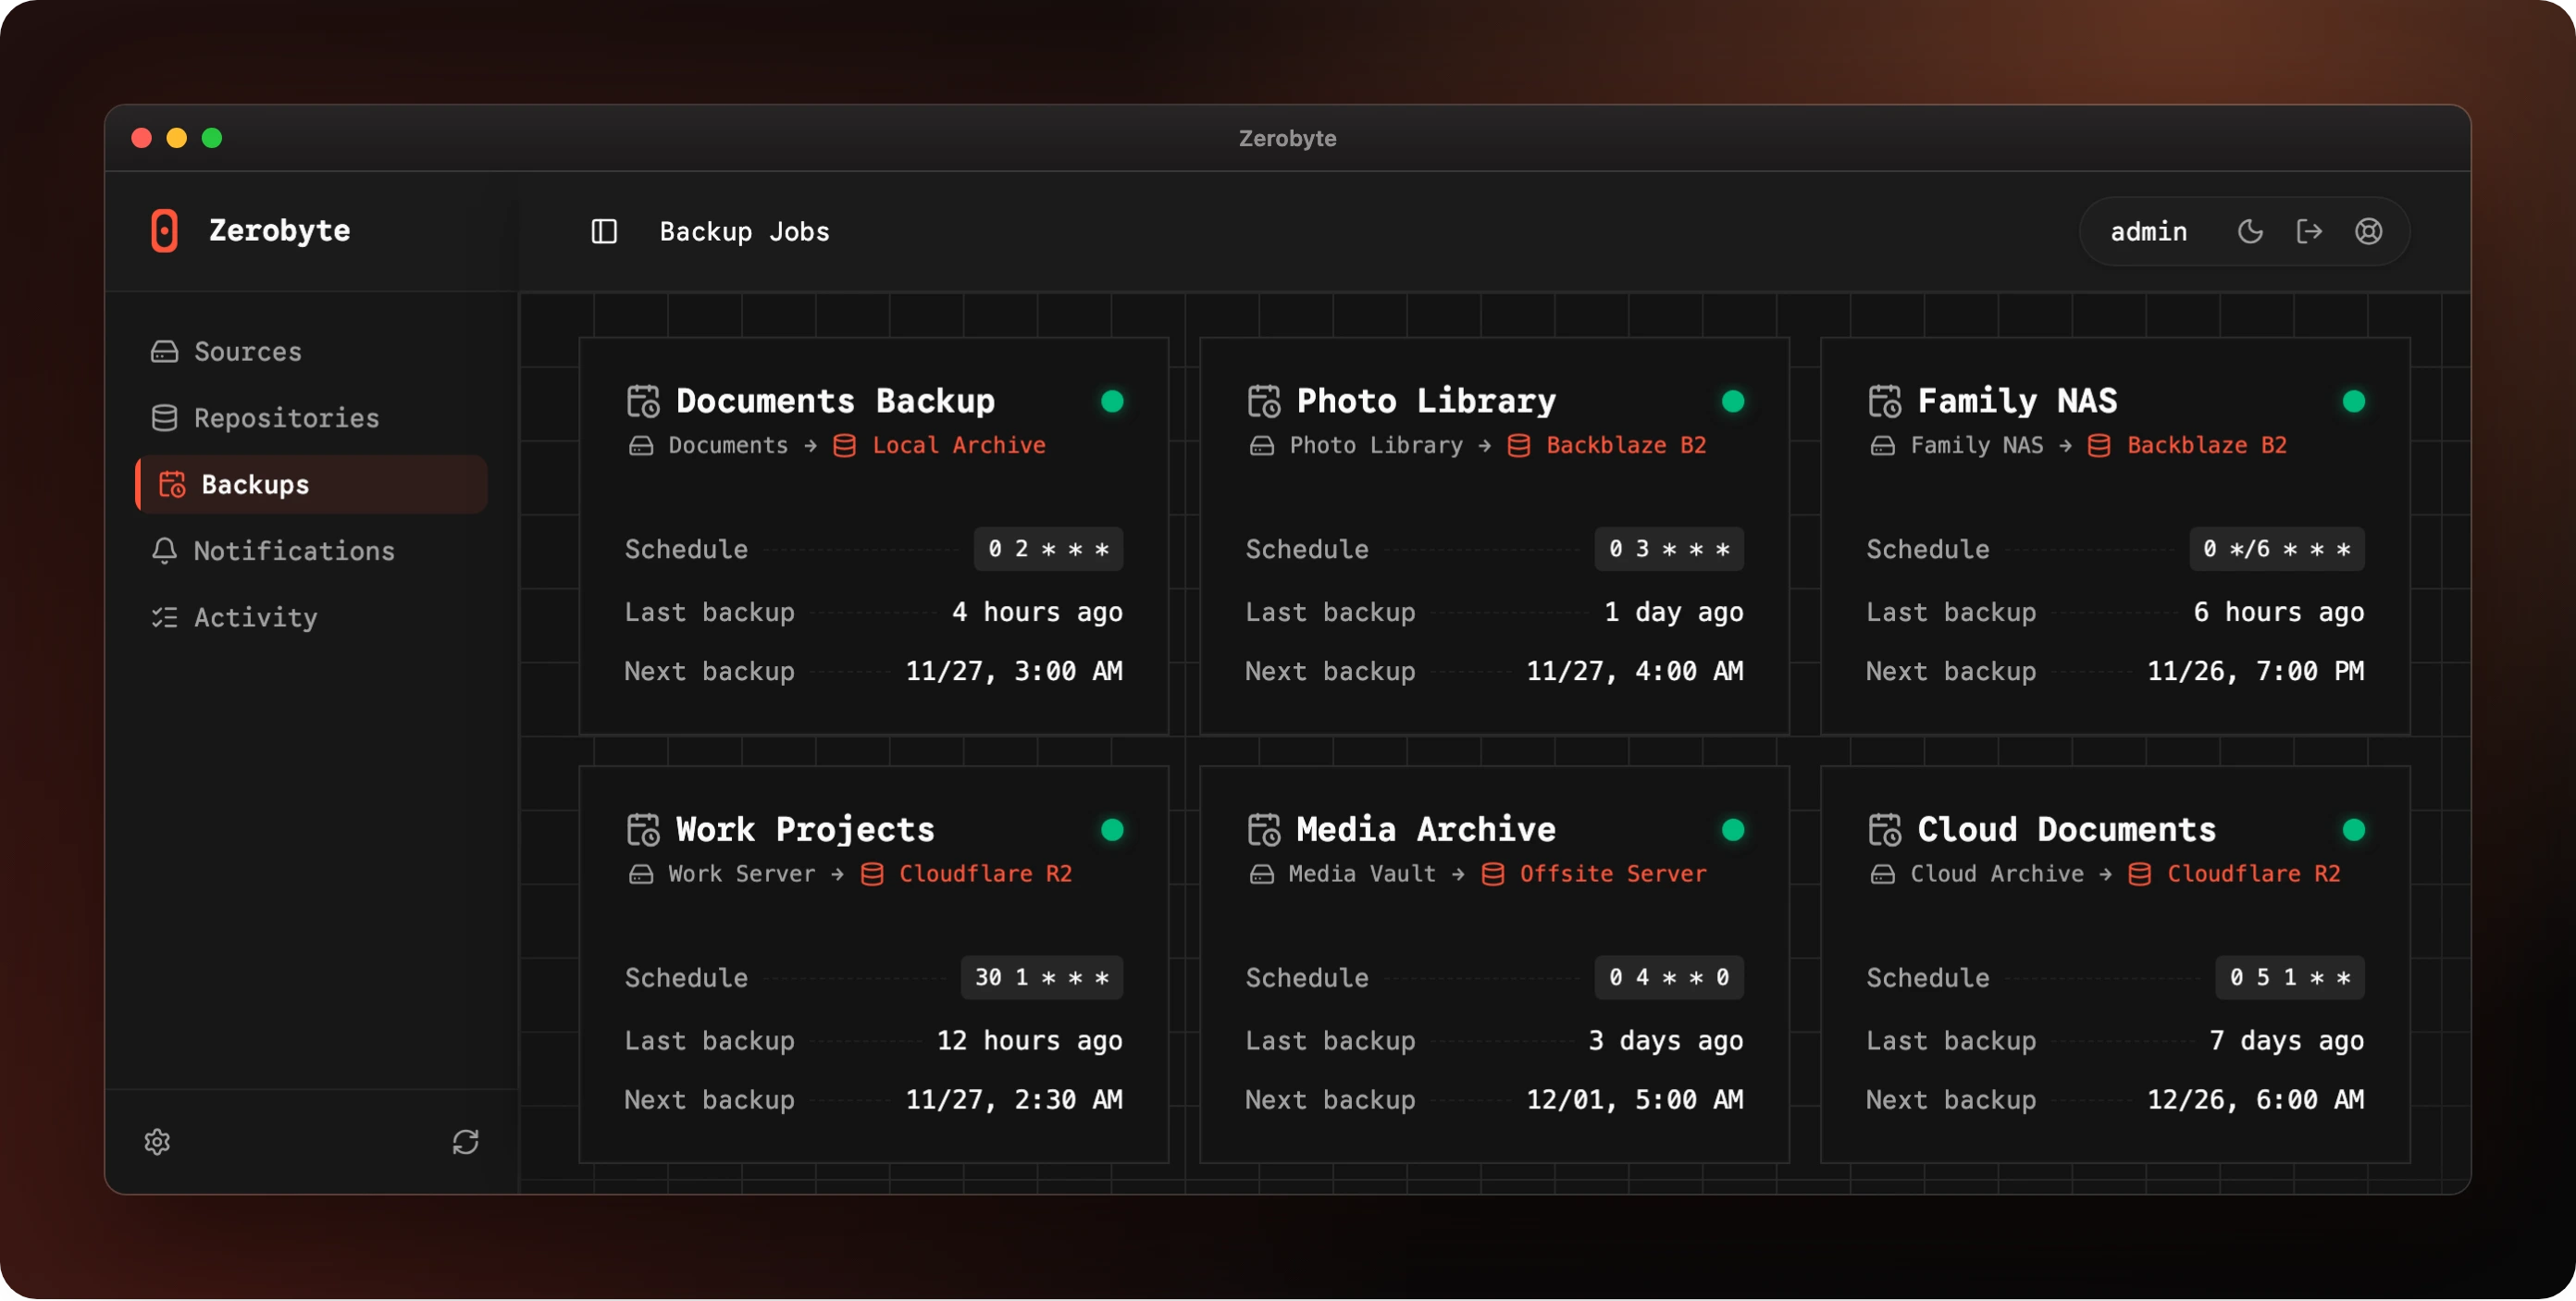 Zerobyte
Zerobyte
Backup Jobs
admin
Sources
Repositories
Backups
Notifications
Activity
Documents Backup
Documents → Local Archive
Schedule 0 2 * * *
Last backup 4 hours ago
Next backup 11/27, 3:00 AM
Photo Library
Photo Library → Backblaze B2
Schedule 0 3 * * *
Last backup 1 day ago
Next backup 11/27, 4:00 AM
Family NAS
Family NAS → Backblaze B2
Schedule 0 */6 * * *
Last backup 6 hours ago
Next backup 11/26, 7:00 PM
Work Projects
Work Server → Cloudflare R2
Schedule 30 1 * * *
Last backup 12 hours ago
Next backup 11/27, 2:30 AM
Media Archive
Media Vault → Offsite Server
Schedule 0 4 * * 0
Last backup 3 days ago
Next backup 12/01, 5:00 AM
Cloud Documents
Cloud Archive → Cloudflare R2
Schedule 0 5 1 * *
Last backup 7 days ago
Next backup 12/26, 6:00 AM